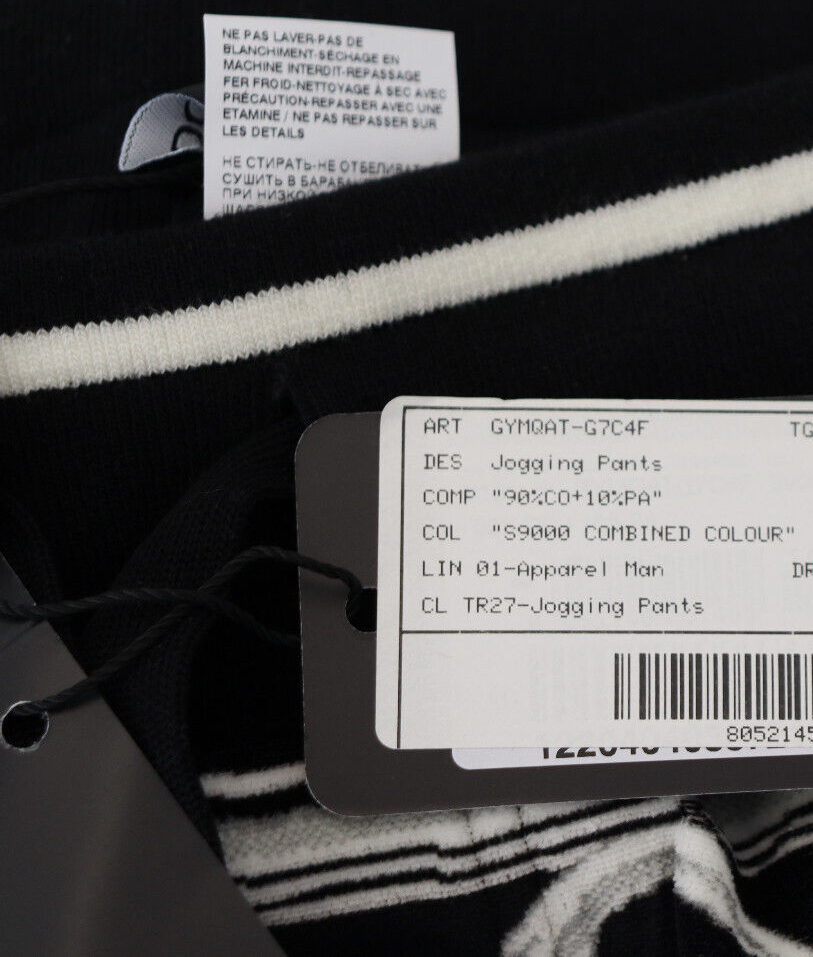 NE PAS LAVER-PAS DE
BLANCHIMENT-SÉCHAGE EN
MACHINE INTERDIT-REPASSAGE
FER FROID-NETTOYAGE À SEC AVEC
PRÉCAUTION-REPASSER AVEC UNE
ETAMINE / NE PAS REPASSER SUR
LES DETAILS
НЕ СТИРАТЬ-НЕ ОТБЕЛИВАТ
СУШИТЬ В
ПРИ НИЗКОЙ
ART GYMQAT-G7C4F TG
DES Jogging Pants
COMP "90%CO+10%PA"
COL "S9000 COMBINED COLOUR"
LIN 01-Apparel Man DR
CL TR27-Jogging Pants
8052145